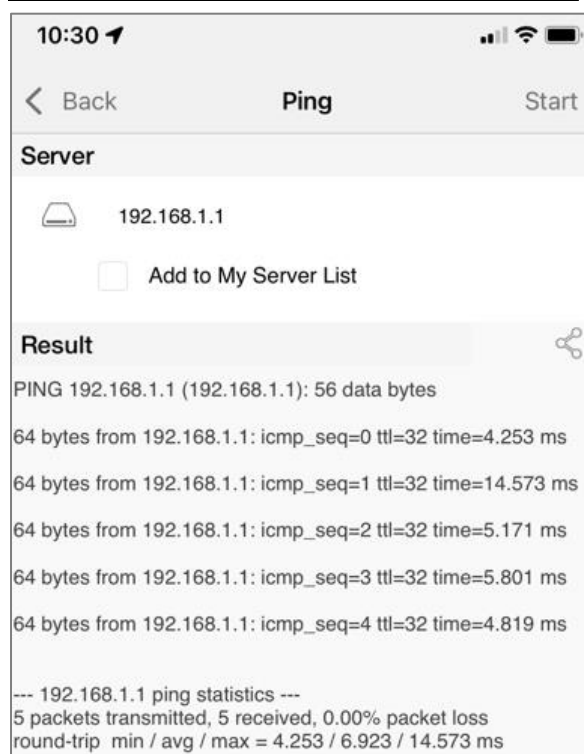 10:30
Back
Ping
Start
Server
192.168.1.1
Add to My Server List
Result
PING 192.168.1.1 (192.168.1.1): 56 data bytes
64 bytes from 192.168.1.1: icmp_seq=0 ttl=32 time=4.253 ms
64 bytes from 192.168.1.1: icmp_seq=1 ttl=32 time=14.573 ms
64 bytes from 192.168.1.1: icmp_seq=2 ttl=32 time=5.171 ms
64 bytes from 192.168.1.1: icmp_seq=3 ttl=32 time=5.801 ms
64 bytes from 192.168.1.1: icmp_seq=4 ttl=32 time=4.819 ms
--- 192.168.1.1 ping statistics ---
5 packets transmitted, 5 received, 0.00% packet loss
round-trip min / avg / max = 4.253 / 6.923 / 14.573 ms